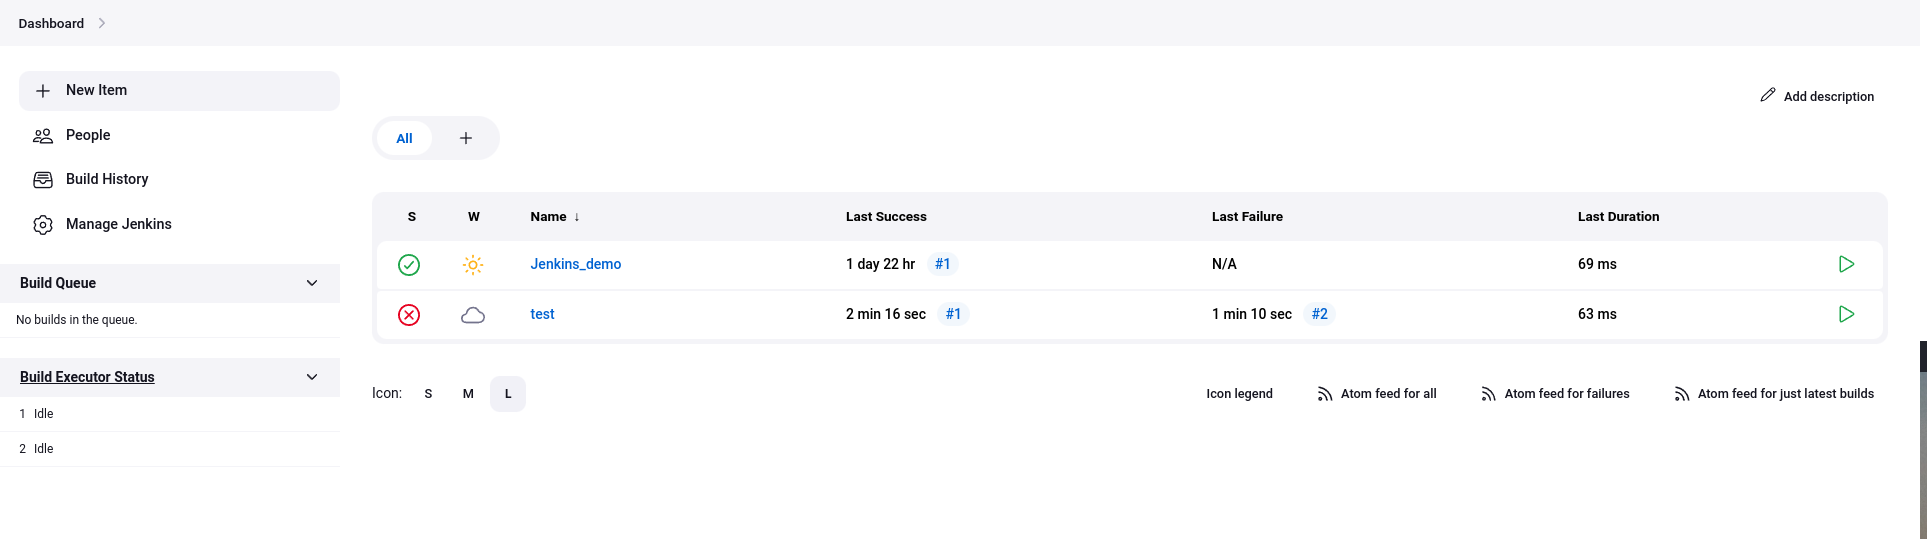 Dashboard
New Item
People
Build History
Manage Jenkins
Build Queue
No builds in the queue.
Build Executor Status
1 Idle
2 Idle
Add description
All
S W Name ↓ Last Success Last Failure Last Duration
Jenkins_demo 1 day 22 hr #1 N/A 69 ms
test 2 min 16 sec #1 1 min 10 sec #2 63 ms
Icon: S M L Icon legend Atom feed for all Atom feed for failures Atom feed for just latest builds